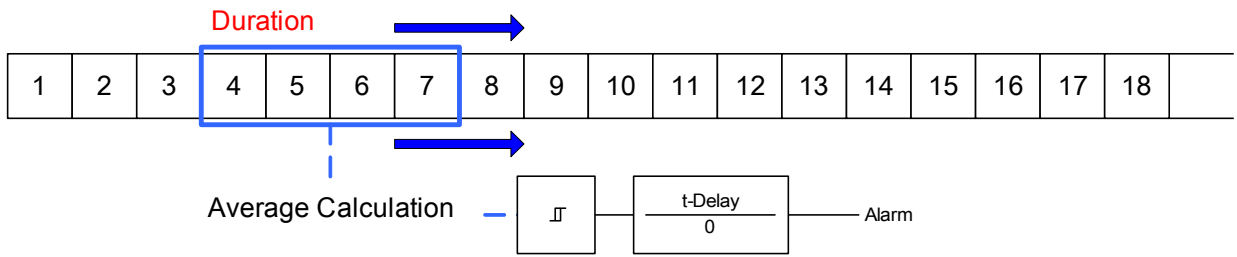 Duration
1 2 3 4 5 6 7 8 9 10 11 12 13 14 15 16 17 18
Average Calculation
t-Delay
0
Alarm